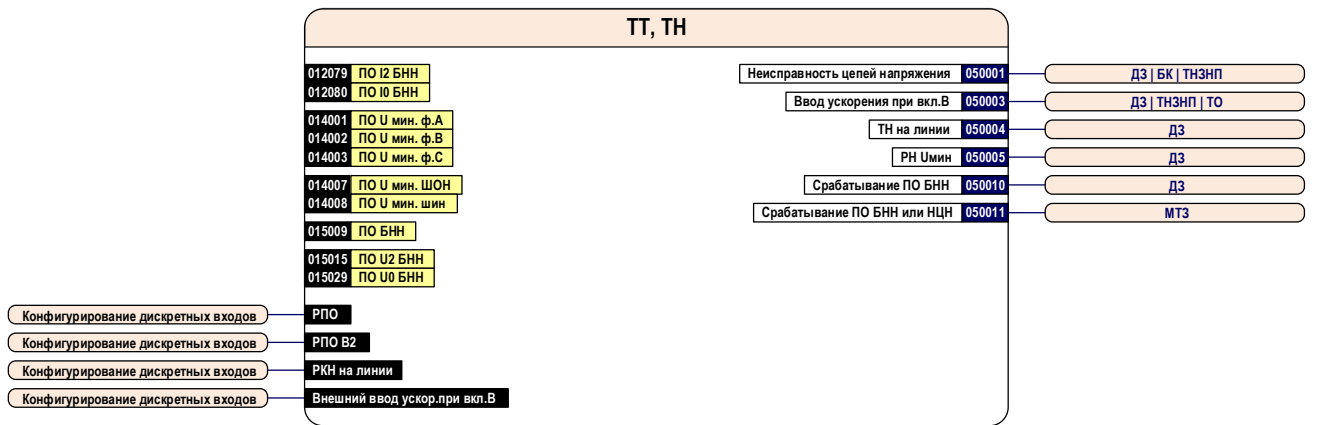 ТТ, ТН
012079 ПО I2 БНН
012080 ПО I0 БНН
014001 ПО U мин. ф.А
014002 ПО U мин. ф.В
014003 ПО U мин. ф.С
014007 ПО U мин. ШОН
014008 ПО U мин. шин
015009 ПО БНН
015015 ПО U2 БНН
015029 ПО U0 БНН
Конфигурирование дискретных входов РПО
Конфигурирование дискретных входов РПО В2
Конфигурирование дискретных входов РКН на линии
Конфигурирование дискретных входов Внешний ввод ускор.при вкл.В
Неисправность цепей напряжения 050001 ДЗ | БК | ТНЗНП
Ввод ускорения при вкл.В 050003 ДЗ | ТНЗНП | ТО
ТН на линии 050004 ДЗ
РН Uмин 050005 ДЗ
Срабатывание ПО БНН 050010 ДЗ
Срабатывание ПО БНН или НЦН 050011 МТЗ